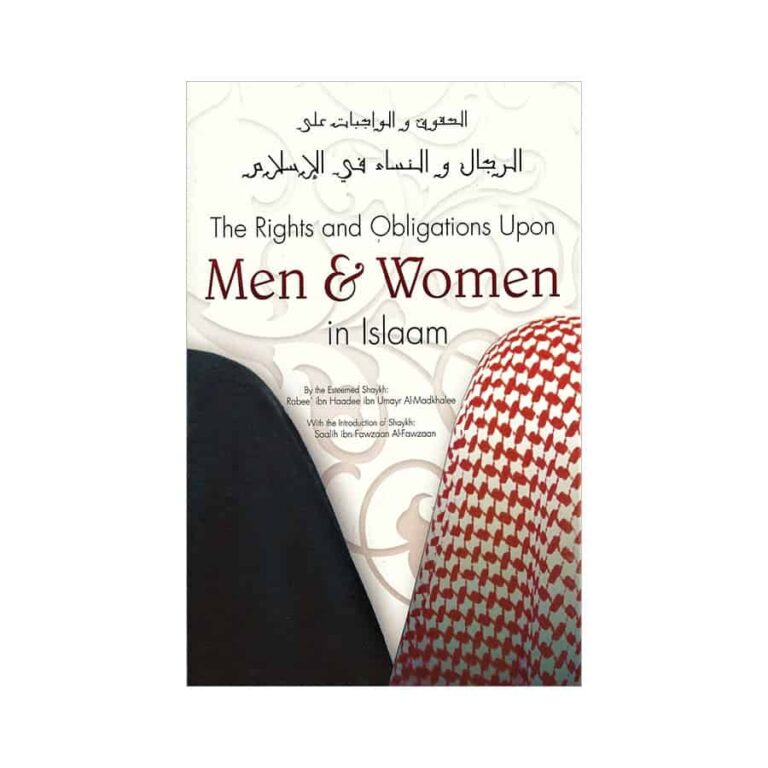 الحقوق و الواجبات على
الرجال و النساء في الإسلام
The Rights and Obligations Upon
Men & Women
in Islaam
By the Esteemed Shaykh:
Rabee' ibn Haadee ibn Umayr Al-Madkhalee
With the Introduction of Shaykh:
Saalih ibn-Fawzaan Al-Fawzaan